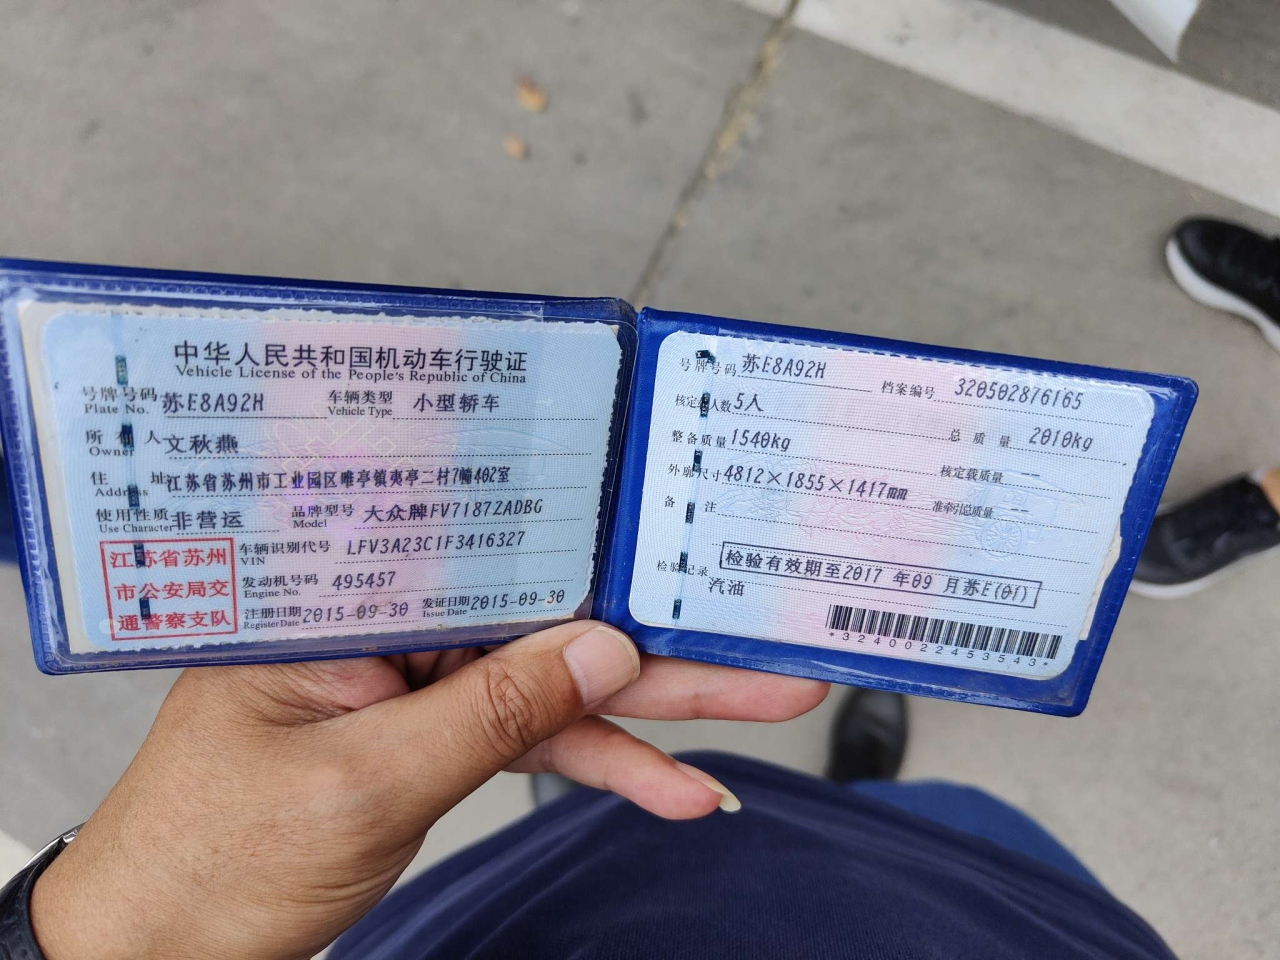 中华人民共和国机动车行驶证
Vehicle License of the People's Republic of China
号牌号码 Plate No. 苏E8A92H 车辆类型 Vehicle Type 小型轿车
所有人 Owner 文秋燕
住址 Address 江苏省苏州市工业园区唯亭镇夷亭二村7幢402室
使用性质 Use Character 非营运 品牌型号 Model 大众牌FV7187ZADBG
江苏省苏州
市公安局交
通警察支队
车辆识别代号 VIN LFV3A23C1F3416327
发动机号码 Engine No. 495457
注册日期 Register Date 2015-09-30 发证日期 Issue Date 2015-09-30
号牌号码 苏E8A92H 档案编号 320502876165
核定人数 5人 总质量 2010kg
整备质量 1540kg 核定载质量 --
外廓尺寸 4812×1855×1417mm 准牵引总质量 --
备注
检验有效期至2017年09月苏E(01)
检验记录
汽油
*3240022453543*